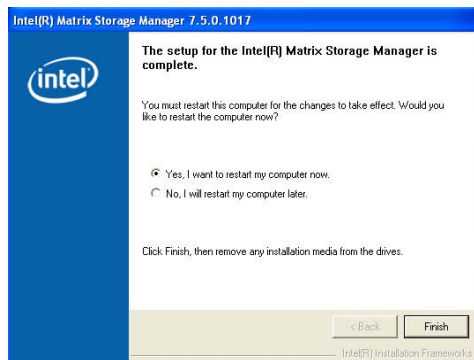 Intel(R) Matrix Storage Manager 7.5.0.1017
intel
The setup for the Intel(R) Matrix Storage Manager is
complete.
You must restart this computer for the changes to take effect. Would you
like to restart the computer now?
Yes, I want to restart my computer now.
No, I will restart my computer later.
Click Finish, then remove any installation media from the drives.
< Back
Finish
Intel(R) Installation Frameworks